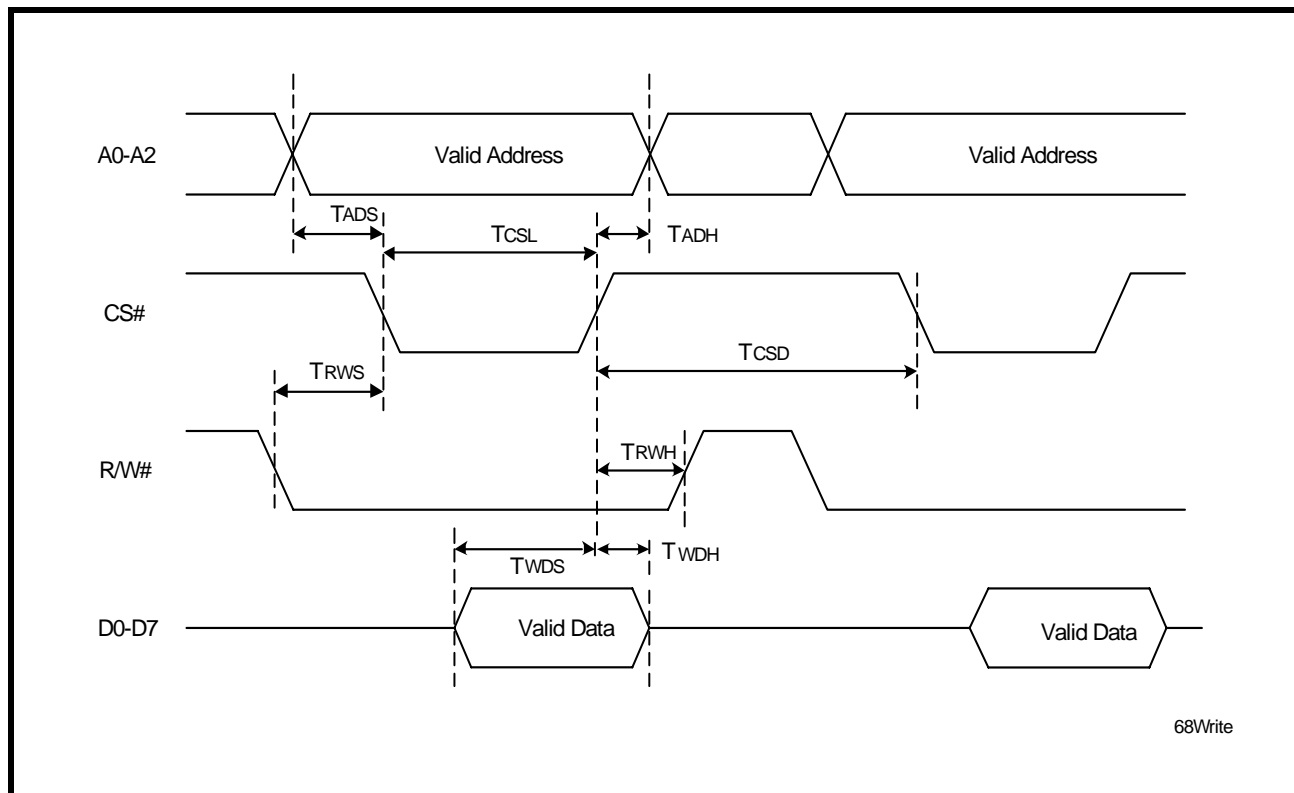 A0-A2
Valid Address
Valid Address
TADS
TCSL
TADH
CS#
TCSD
TRWS
R/W#
TRWH
TWDS
TWDH
D0-D7
Valid Data
Valid Data
68Write